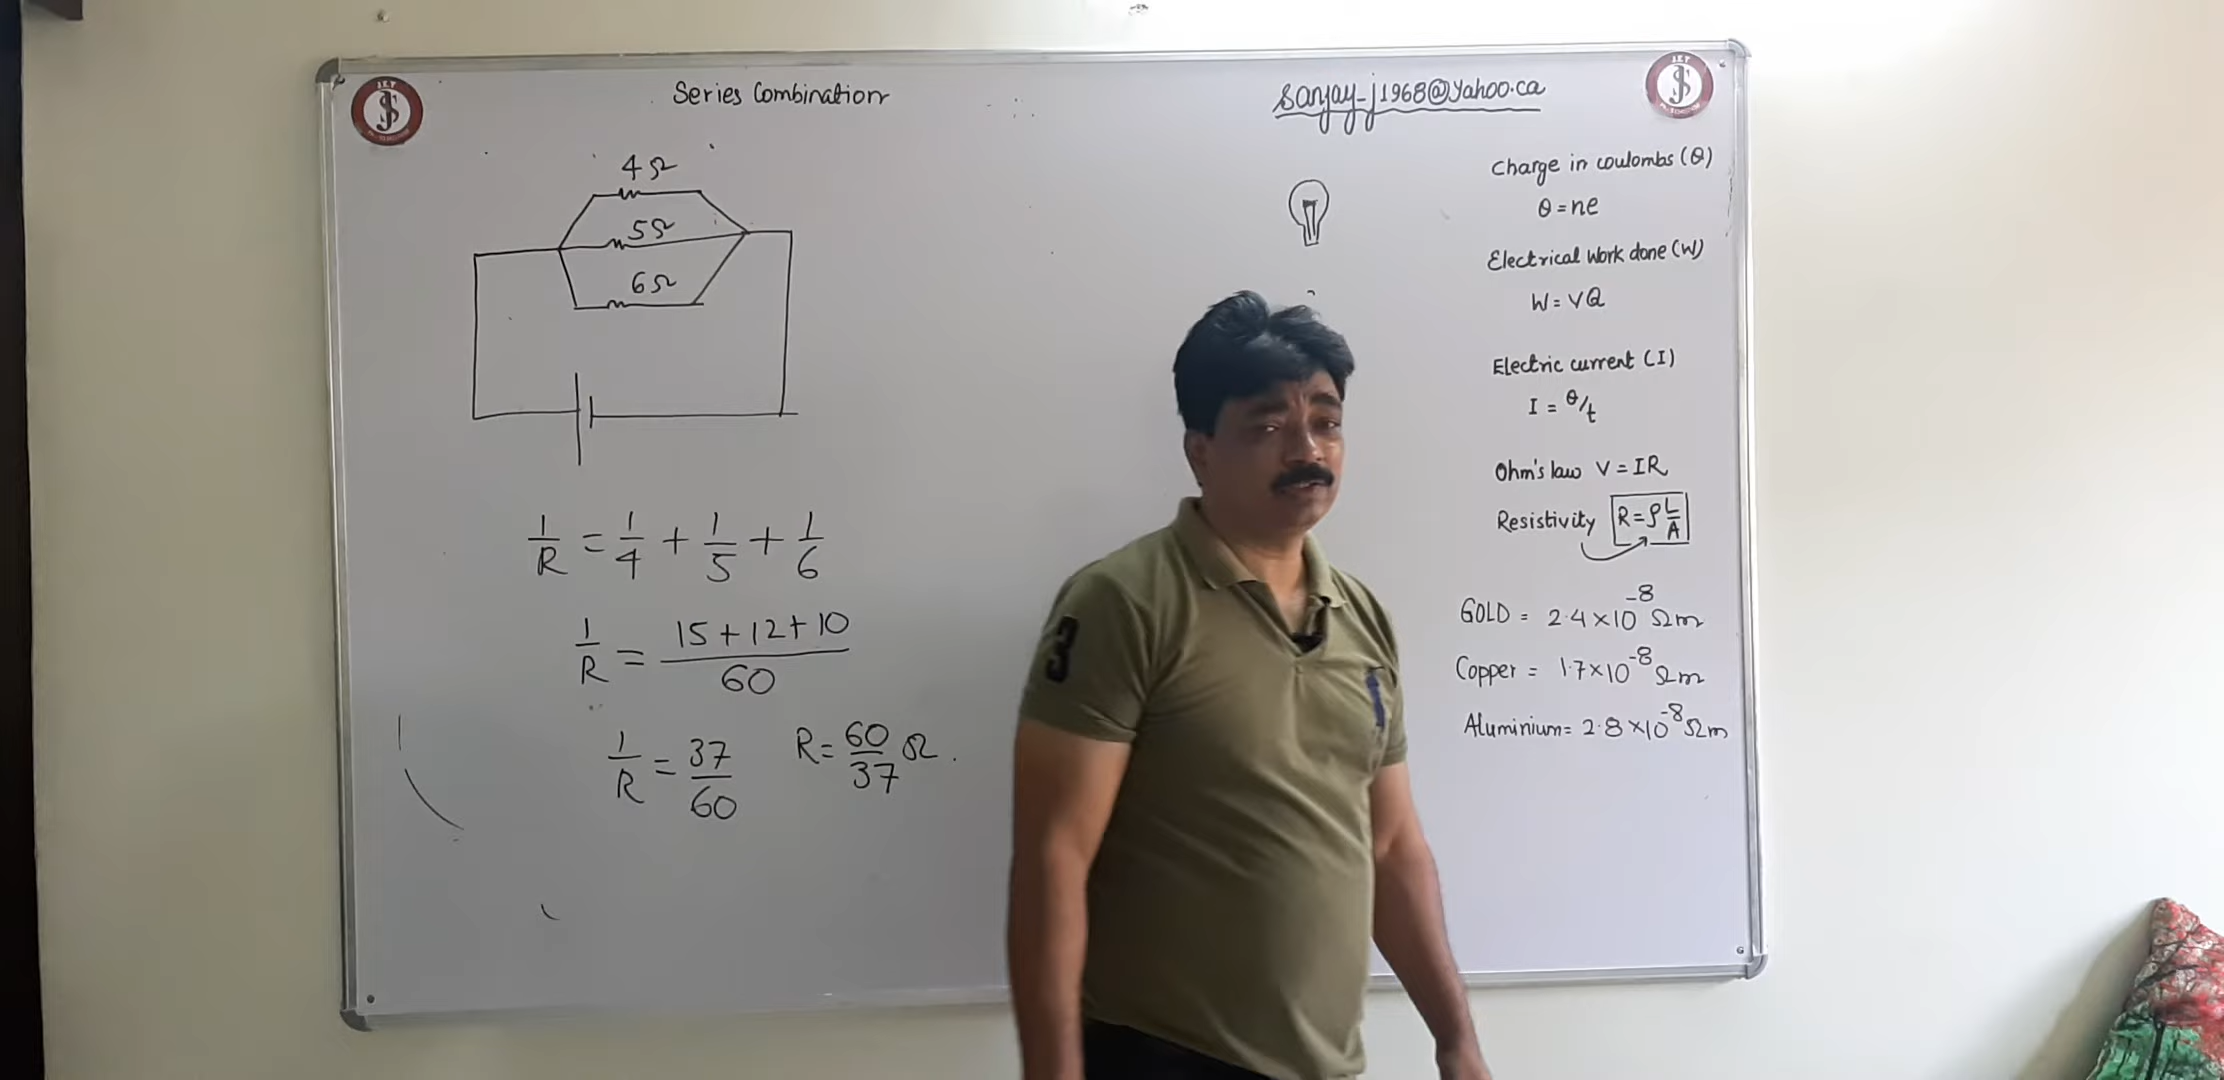 Series Combination
4Ω
5Ω
6Ω
1/R = 1/4 + 1/5 + 1/6
1/R = 15+12+10/60
1/R = 37/60 R = 60/37 Ω.
sanjay_j1968@yahoo.ca
Charge in coulombs (Q)
Q = ne
Electrical work done (W)
W = VQ
Electric current (I)
I = Q/t
Ohm's law V = IR
Resistivity R = ρ L/A
GOLD = 2.4 × 10⁻⁸ Ωm
Copper = 1.7 × 10⁻⁸ Ωm
Aluminium = 2.8 × 10⁻⁸ Ωm
3